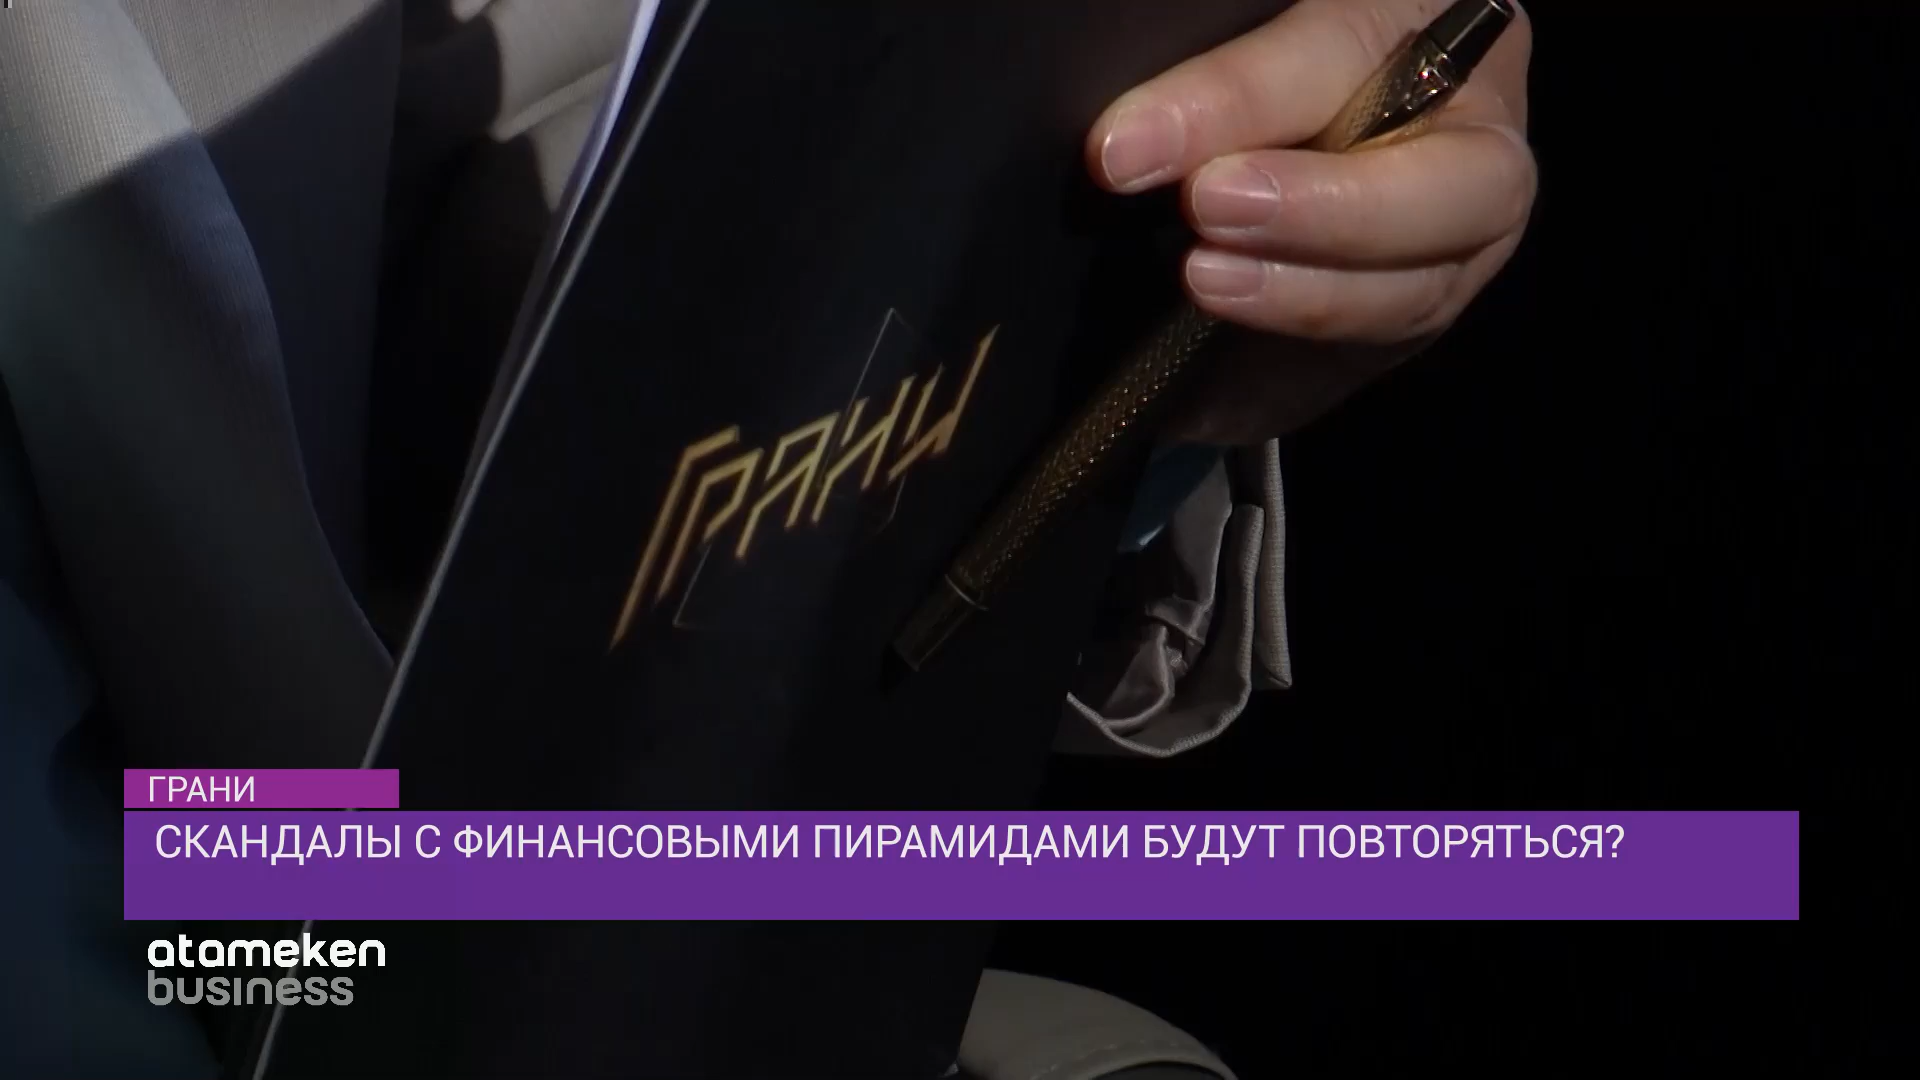 ГРАНИ
ГРАНИ
СКАНДАЛЫ С ФИНАНСОВЫМИ ПИРАМИДАМИ БУДУТ ПОВТОРЯТЬСЯ?
atameken
business